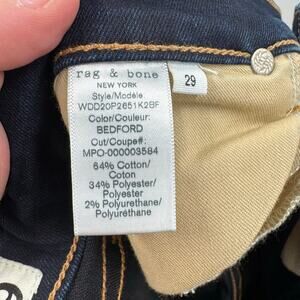 rag & bone
NEW YORK
Style/Modéle:
WDD20P2651K2BF
Color/Couleur:
BEDFORD
Cut/Coupe#:
MPO-000003584
64% Cotton/
Coton
34% Polyester/
Polyester
2% Polyurethane/
Polyuréthane
29